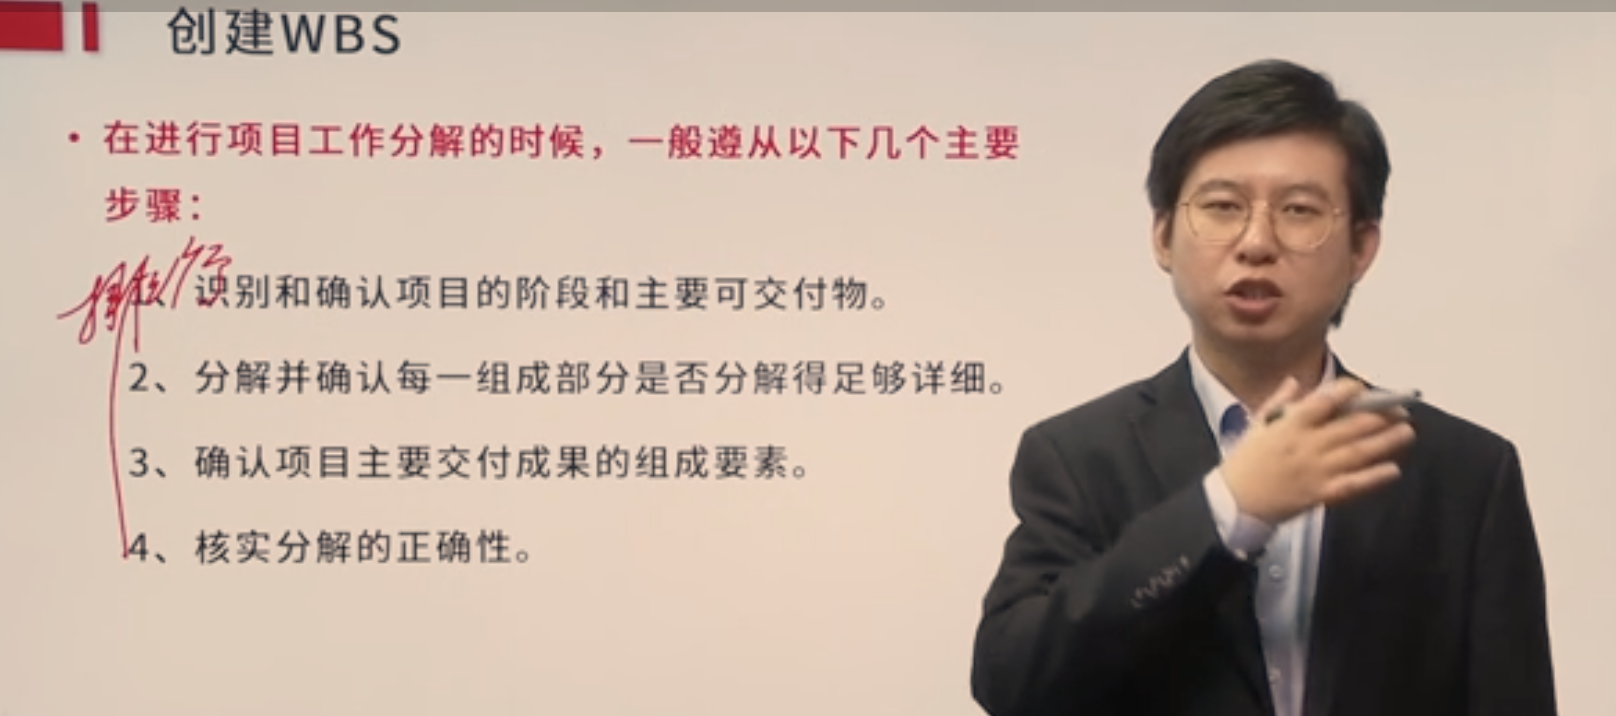 创建WBS
• 在进行项目工作分解的时候，一般遵从以下几个主要
步骤：
识别和确认项目的阶段和主要可交付物。
2、分解并确认每一组成部分是否分解得足够详细。
3、确认项目主要交付成果的组成要素。
4、核实分解的正确性。